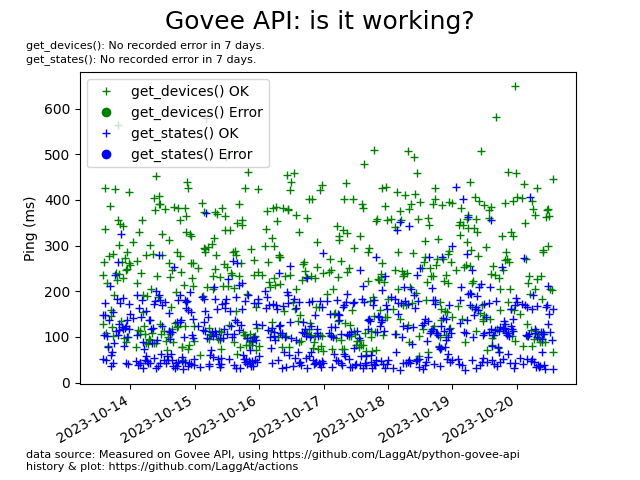 Govee API: is it working?
get_devices(): No recorded error in 7 days.
get_states(): No recorded error in 7 days.
get_devices() OK
get_devices() Error
get_states() OK
get_states() Error
Ping (ms)
600
500
400
300
200
100
0
2023-10-14
2023-10-15
2023-10-16
2023-10-17
2023-10-18
2023-10-19
2023-10-20
data source: Measured on Govee API, using https://github.com/LaggAt/python-govee-api
history & plot: https://github.com/LaggAt/actions